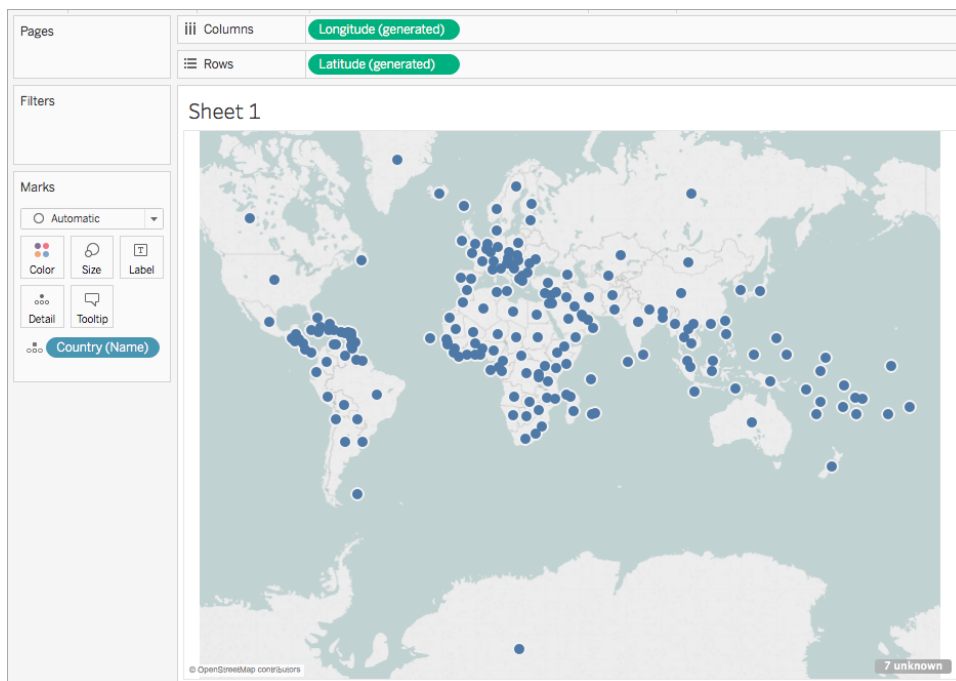 Pages
Columns
Longitude (generated)
Rows
Latitude (generated)
Filters
Sheet 1
Marks
Automatic
Color
Size
Label
Detail
Tooltip
Country (Name)
© OpenStreetMap contributors
7 unknown